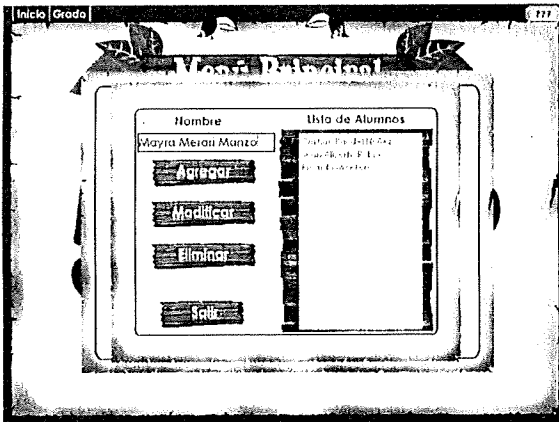 Inicio Grado
???
Menú Principal
Nombre
Lista de Alumnos
Mayra Merari Manzo
Agregar
Modificar
Eliminar
Salir